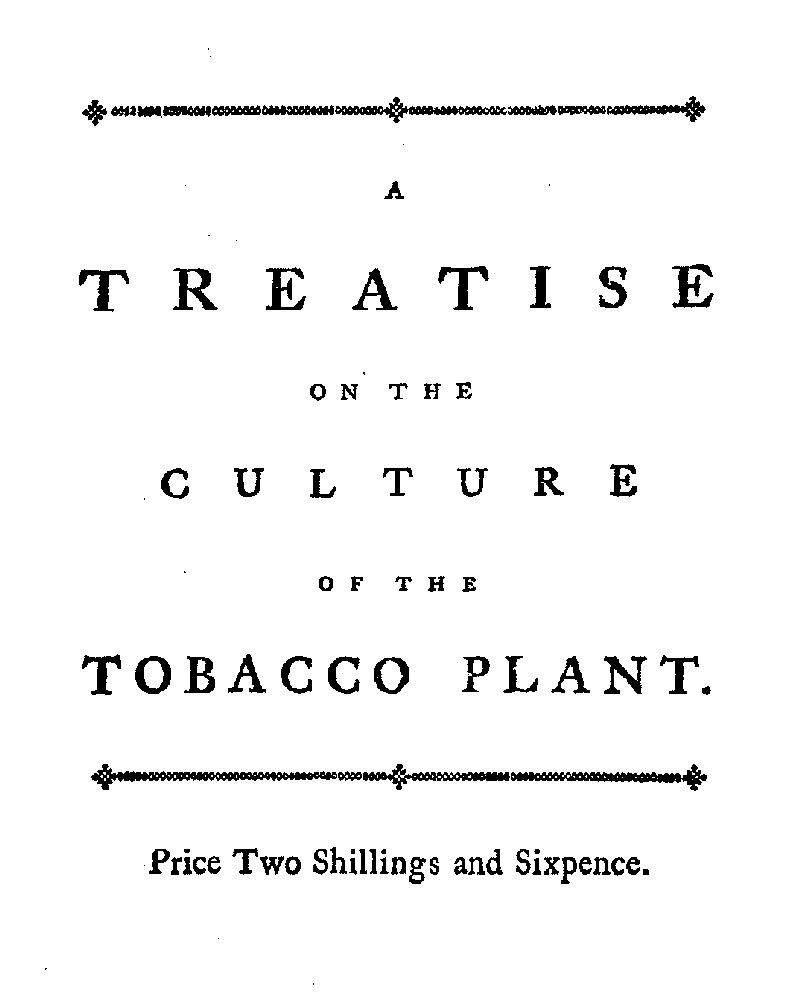 A
TREATISE
ON THE
CULTURE
OF THE
TOBACCO PLANT.
Price Two Shillings and Sixpence.